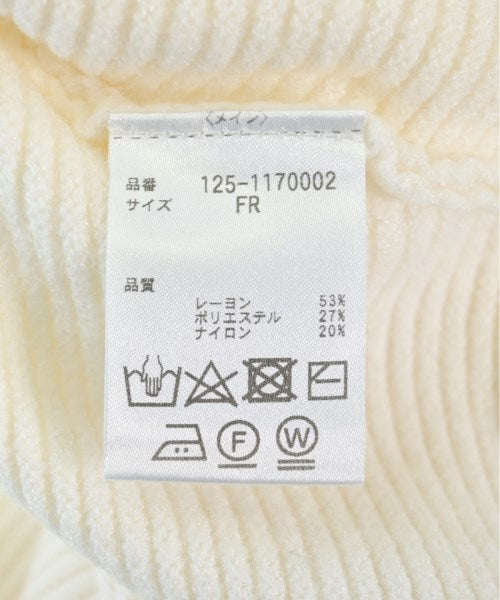 〈メイン〉
品番 125-1170002
サイズ FR
品質
レーヨン 53%
ポリエステル 27%
ナイロン 20%
F W